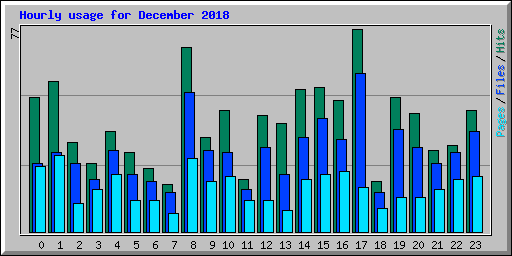 Hourly usage for December 2018
77
Pages/Files/Hits
0 1 2 3 4 5 6 7 8 9 10 11 12 13 14 15 16 17 18 19 20 21 22 23